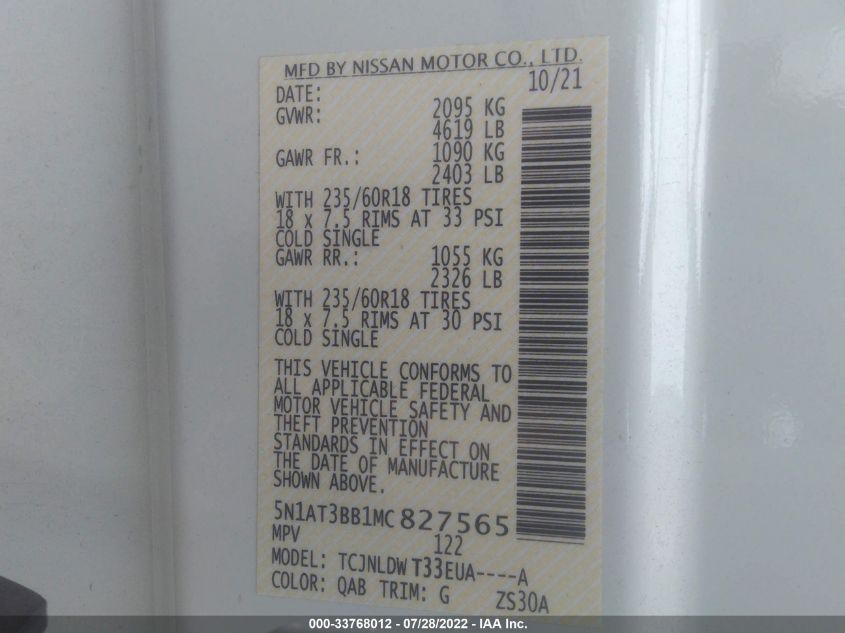 MFD BY NISSAN MOTOR CO., LTD.
DATE: 10/21
GVWR: 2095 KG
4619 LB
GAWR FR.: 1090 KG
2403 LB
WITH 235/60R18 TIRES
18 x 7.5 RIMS AT 33 PSI
COLD SINGLE
GAWR RR.: 1055 KG
2326 LB
WITH 235/60R18 TIRES
18 x 7.5 RIMS AT 30 PSI
COLD SINGLE
THIS VEHICLE CONFORMS TO
ALL APPLICABLE FEDERAL
MOTOR VEHICLE SAFETY AND
THEFT PREVENTION
STANDARDS IN EFFECT ON
THE DATE OF MANUFACTURE
SHOWN ABOVE.
5N1AT3BB1MC827565
MPV 122
MODEL: TCJNLDWT33EUA----A
COLOR: QAB TRIM: G ZS30A
000-33768012 - 07/28/2022 - IAA Inc.